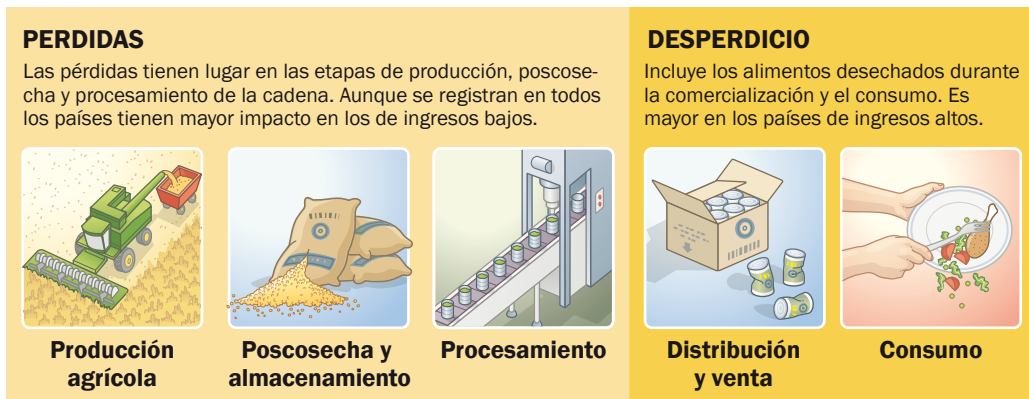 PERDIDAS
Las pérdidas tienen lugar en las etapas de producción, poscose-
cha y procesamiento de la cadena. Aunque se registran en todos
los países tienen mayor impacto en los de ingresos bajos.
Producción
agrícola
Poscosecha y
almacenamiento
Procesamiento
DESPERDICIO
Incluye los alimentos desechados durante
la comercialización y el consumo. Es
mayor en los países de ingresos altos.
Distribución
y venta
Consumo